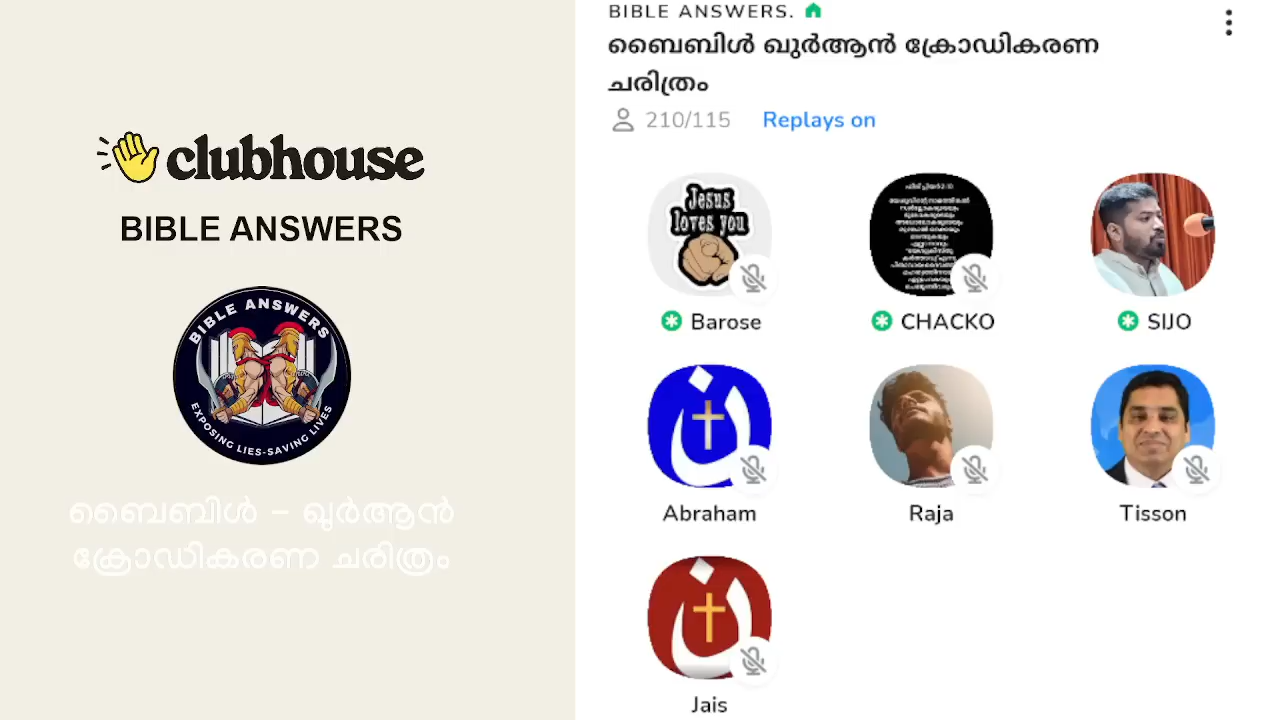 clubhouse
BIBLE ANSWERS
BIBLE ANSWERS
EXPOSING LIES-SAVING LIVES
ബൈബിൾ - ഖുർആൻ
ക്രോഡികരണ ചരിത്രം
BIBLE ANSWERS.
ബൈബിൾ ഖുർആൻ ക്രോഡികരണ
ചരിത്രം
210/115 Replays on
Jesus
loves you
Barose
CHACKO
SIJO
Abraham
Raja
Tisson
Jais